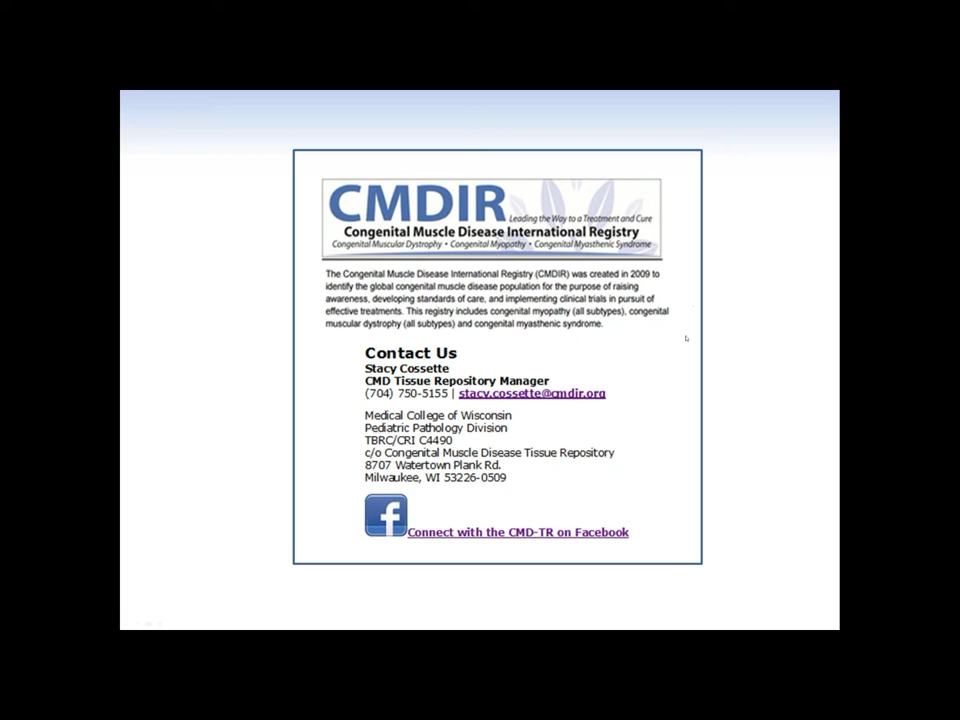 CMDIR Leading the Way to a Treatment and Cure
Congenital Muscle Disease International Registry
Congenital Muscular Dystrophy • Congenital Myopathy • Congenital Myasthenic Syndrome
The Congenital Muscle Disease International Registry (CMDIR) was created in 2009 to
identify the global congenital muscle disease population for the purpose of raising
awareness, developing standards of care, and implementing clinical trials in pursuit of
effective treatments. This registry includes congenital myopathy (all subtypes), congenital
muscular dystrophy (all subtypes) and congenital myasthenic syndrome.
Contact Us
Stacy Cossette
CMD Tissue Repository Manager
(704) 750-5155 | stacy.cossette@cmdir.org
Medical College of Wisconsin
Pediatric Pathology Division
TBRC/CRI C4490
c/o Congenital Muscle Disease Tissue Repository
8707 Watertown Plank Rd.
Milwaukee, WI 53226-0509
f Connect with the CMD-TR on Facebook